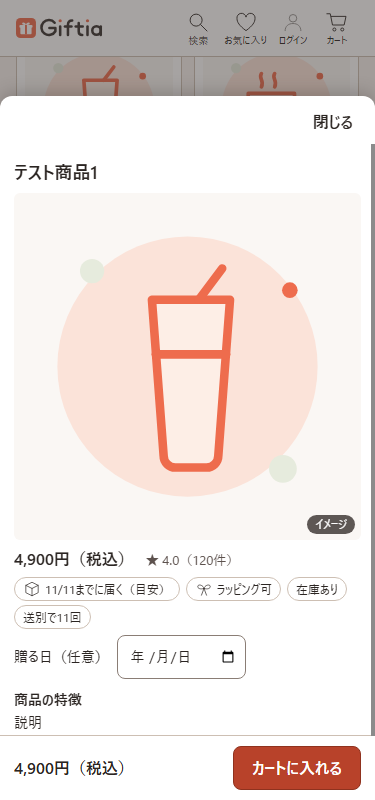 Giftia
検索
お気に入り
ログイン
カート
閉じる
テスト商品1
イメージ
4,900円（税込） ★ 4.0（120件）
11/11までに届く（目安） ラッピング可 在庫あり
送別で11回
贈る日（任意） 年 /月/日
商品の特徴
説明
4,900円（税込） カートに入れる